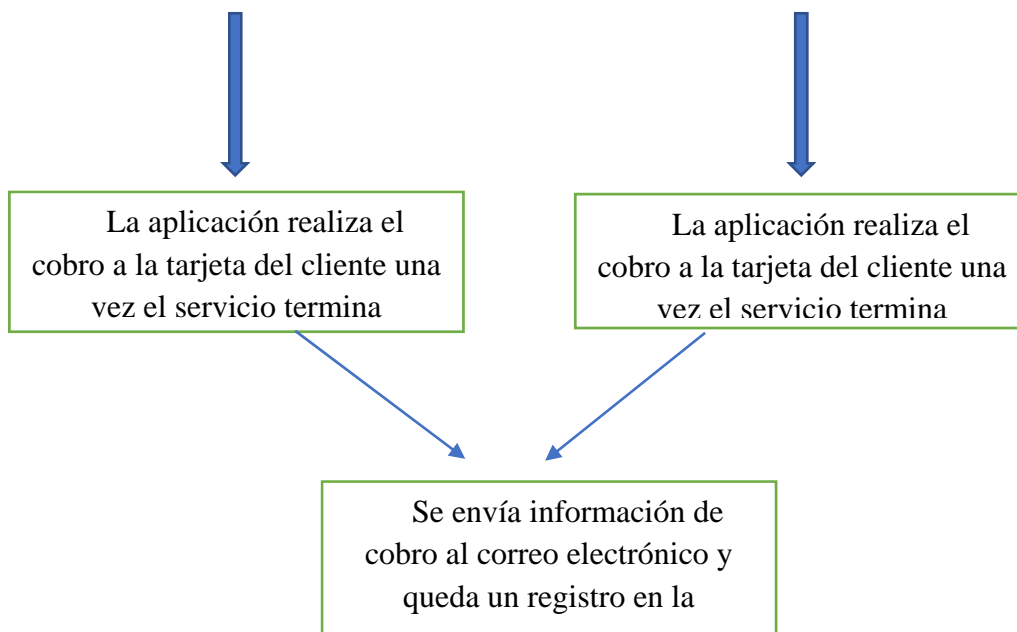 La aplicación realiza el
cobro a la tarjeta del cliente una
vez el servicio termina
La aplicación realiza el
cobro a la tarjeta del cliente una
vez el servicio termina
Se envía información de
cobro al correo electrónico y
queda un registro en la